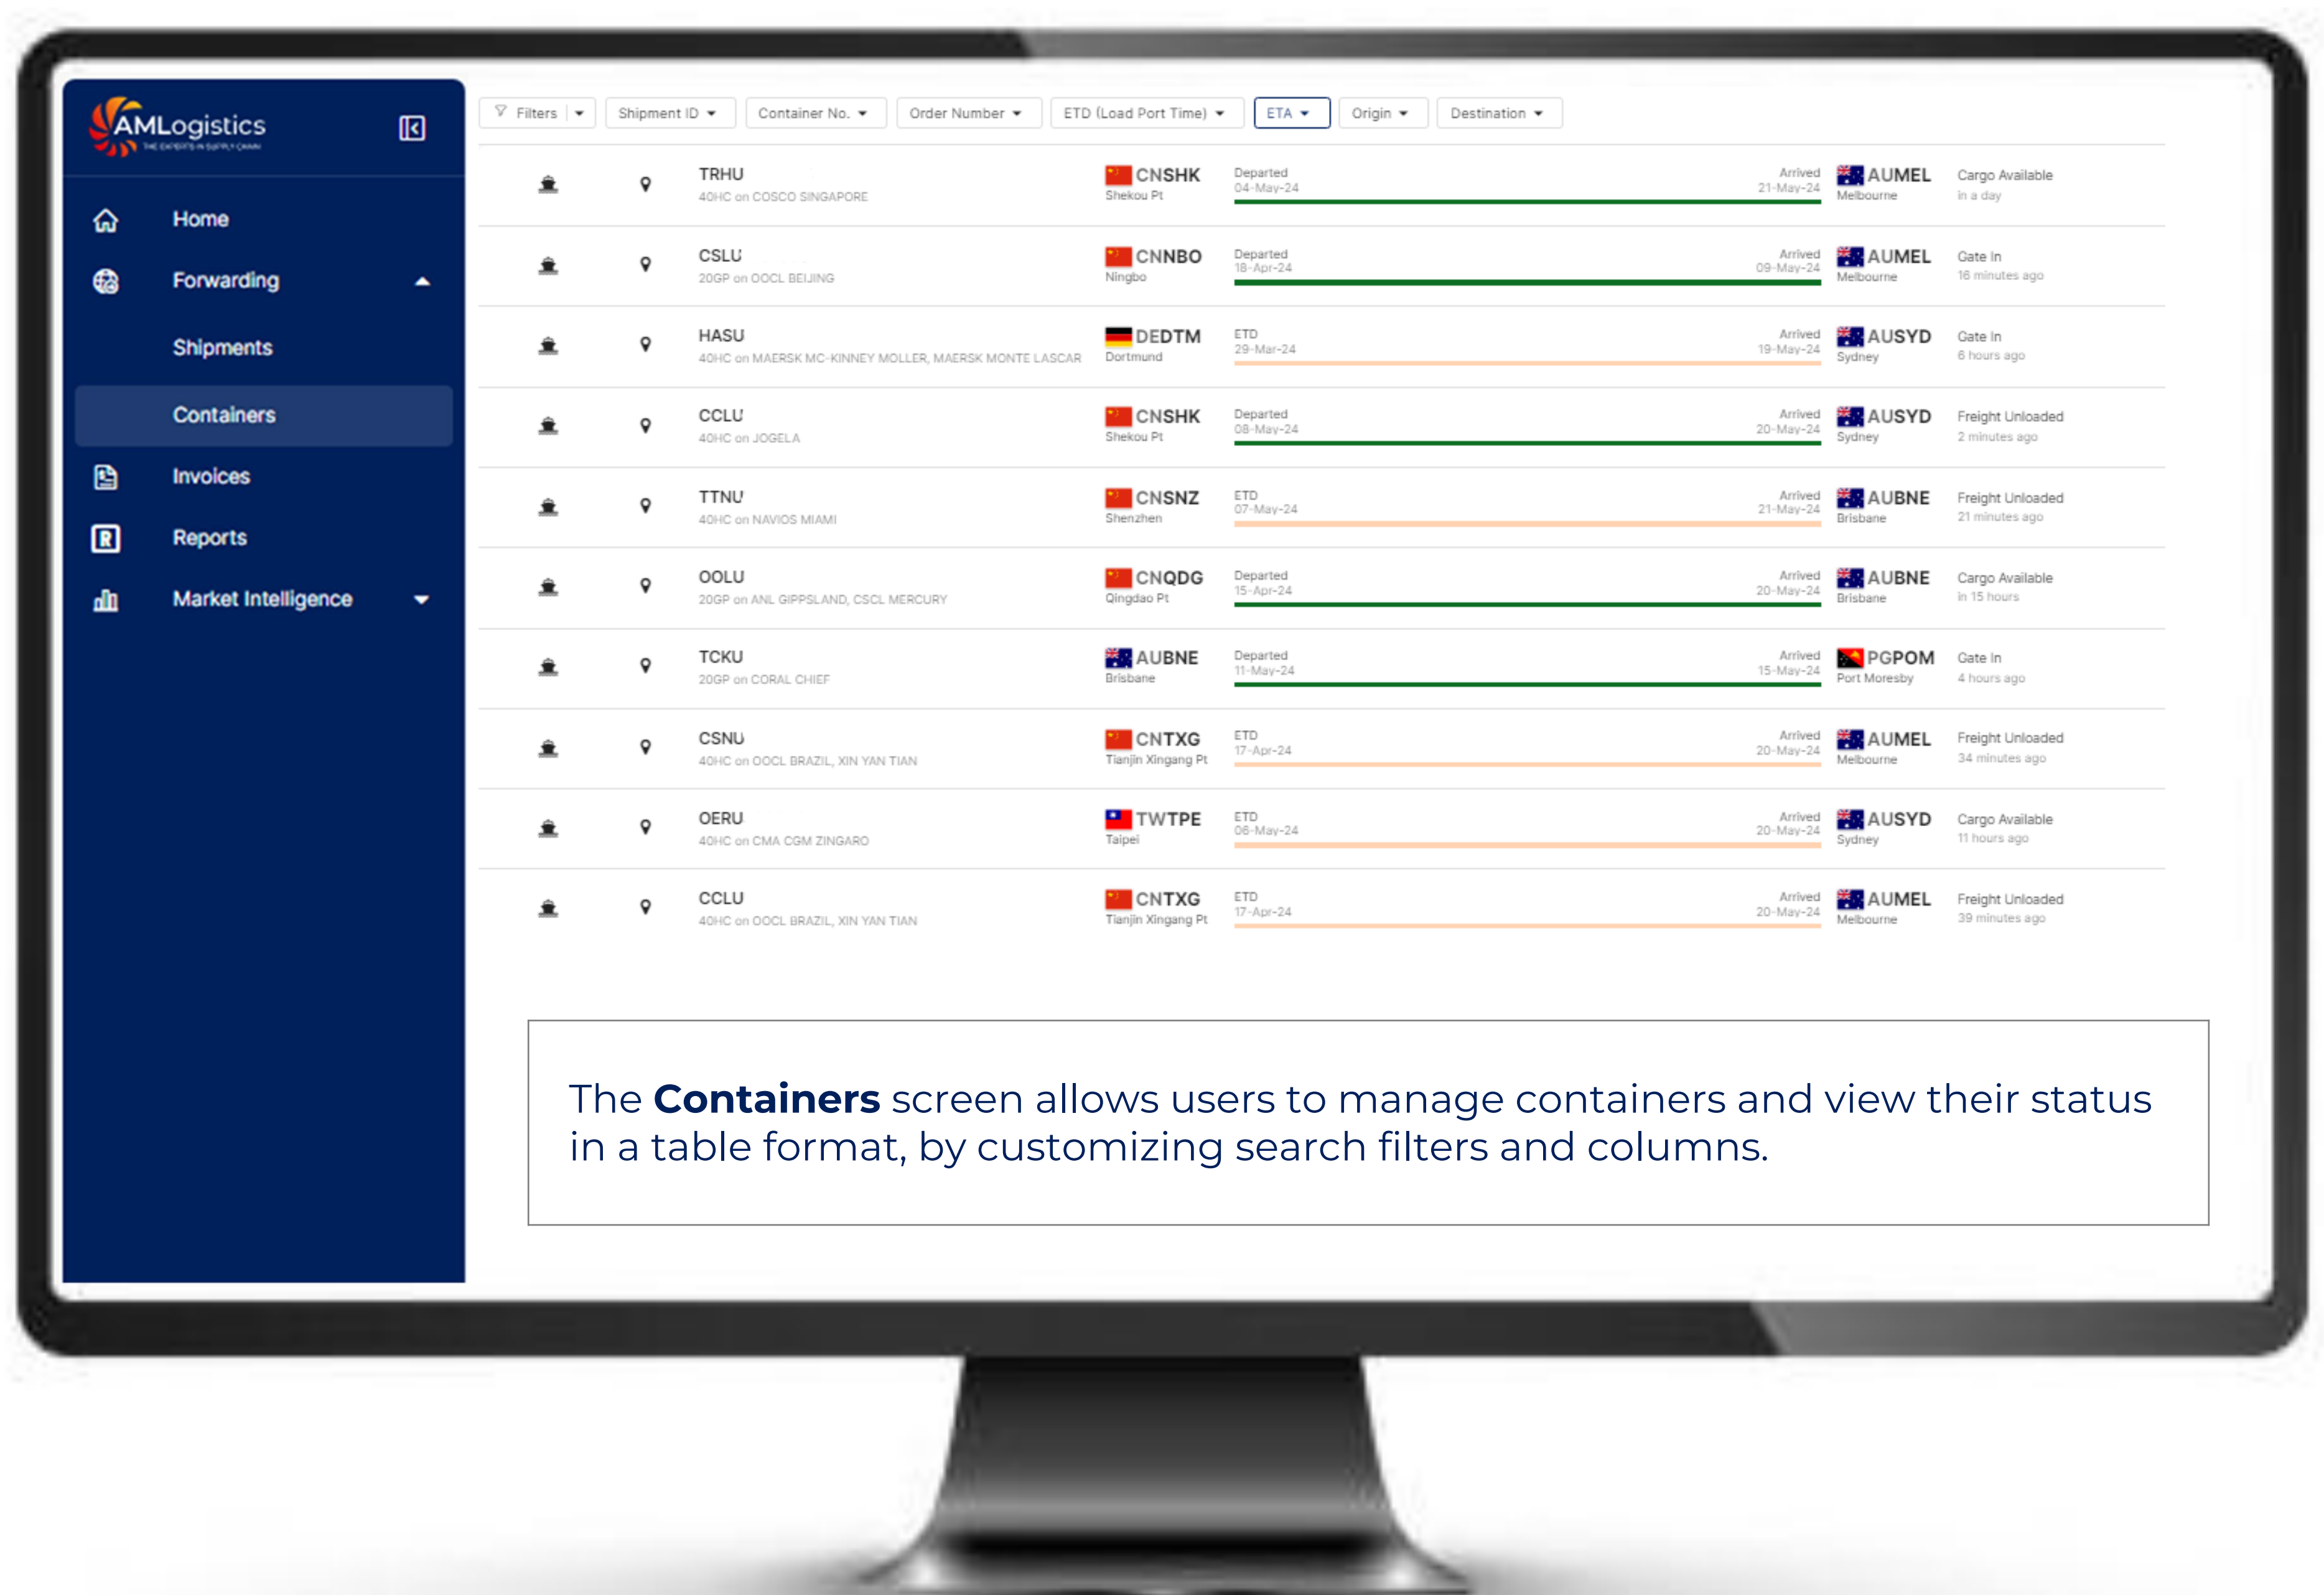 AMLogistics
THE EXPERTS IN SUPPLY CHAIN
Home
Forwarding
Shipments
Containers
Invoices
R Reports
Market Intelligence
Filters Shipment ID Container No. Order Number ETD (Load Port Time) ETA Origin Destination
TRHU CNSHK Departed Arrived AUMEL Cargo Available
40HC on COSCO SINGAPORE Shekou Pt 04-May-24 21-May-24 Melbourne in a day
CSLU CNNBO Departed Arrived AUMEL Gate In
20GP on OOCL BEIJING Ningbo 18-Apr-24 09-May-24 Melbourne 16 minutes ago
HASU DEDTM ETD Arrived AUSYD Gate In
40HC on MAERSK MC-KINNEY MOLLER, MAERSK MONTE LASCAR Dortmund 29-Mar-24 19-May-24 Sydney 6 hours ago
CCLU CNSHK Departed Arrived AUSYD Freight Unloaded
40HC on JOGELA Shekou Pt 08-May-24 20-May-24 Sydney 2 minutes ago
TTNU CNSNZ ETD Arrived AUBNE Freight Unloaded
40HC on NAVIOS MIAMI Shenzhen 07-May-24 21-May-24 Brisbane 21 minutes ago
OOLU CNQDG Departed Arrived AUBNE Cargo Available
20GP on ANL GIPPSLAND, CSCL MERCURY Qingdao Pt 15-Apr-24 20-May-24 Brisbane in 15 hours
TCKU AUBNE Departed Arrived PGPOM Gate In
20GP on CORAL CHIEF Brisbane 11-May-24 15-May-24 Port Moresby 4 hours ago
CSNU CNTXG ETD Arrived AUMEL Freight Unloaded
40HC on OOCL BRAZIL, XIN YAN TIAN Tianjin Xingang Pt 17-Apr-24 20-May-24 Melbourne 34 minutes ago
OERU TWTPE ETD Arrived AUSYD Cargo Available
40HC on CMA CGM ZINGARO Taipei 06-May-24 20-May-24 Sydney 11 hours ago
CCLU CNTXG ETD Arrived AUMEL Freight Unloaded
40HC on OOCL BRAZIL, XIN YAN TIAN Tianjin Xingang Pt 17-Apr-24 20-May-24 Melbourne 39 minutes ago
The Containers screen allows users to manage containers and view their status
in a table format, by customizing search filters and columns.